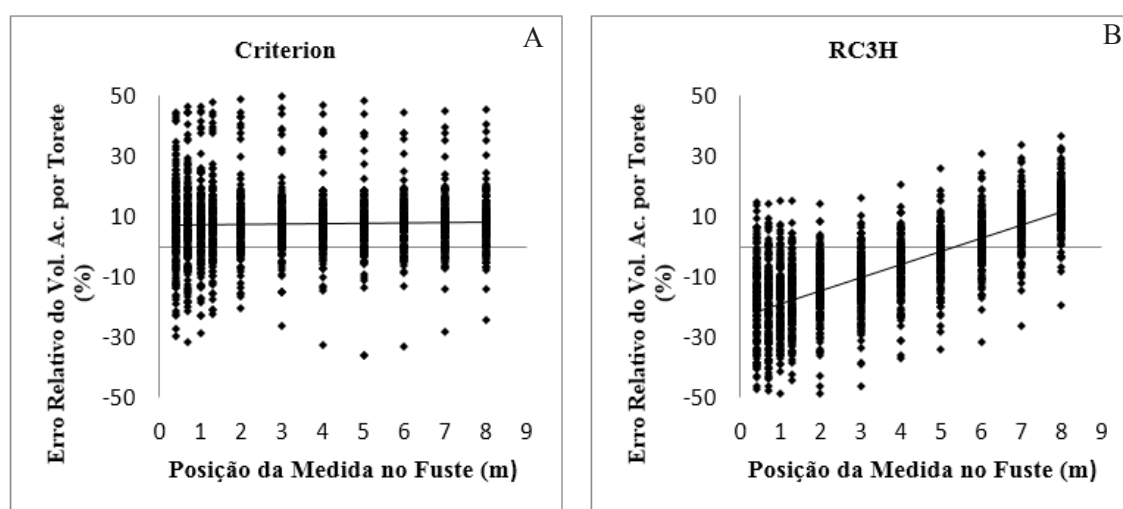 A
Criterion
Erro Relativo do Vol. Ac. por Torete
(%)
50
30
10
-10
-30
-50
0 1 2 3 4 5 6 7 8 9
Posição da Medida no Fuste (m)
B
RC3H
Erro Relativo do Vol. Ac. por Torete
(%)
50
30
10
-10
-30
-50
0 1 2 3 4 5 6 7 8 9
Posição da Medida no Fuste (m)